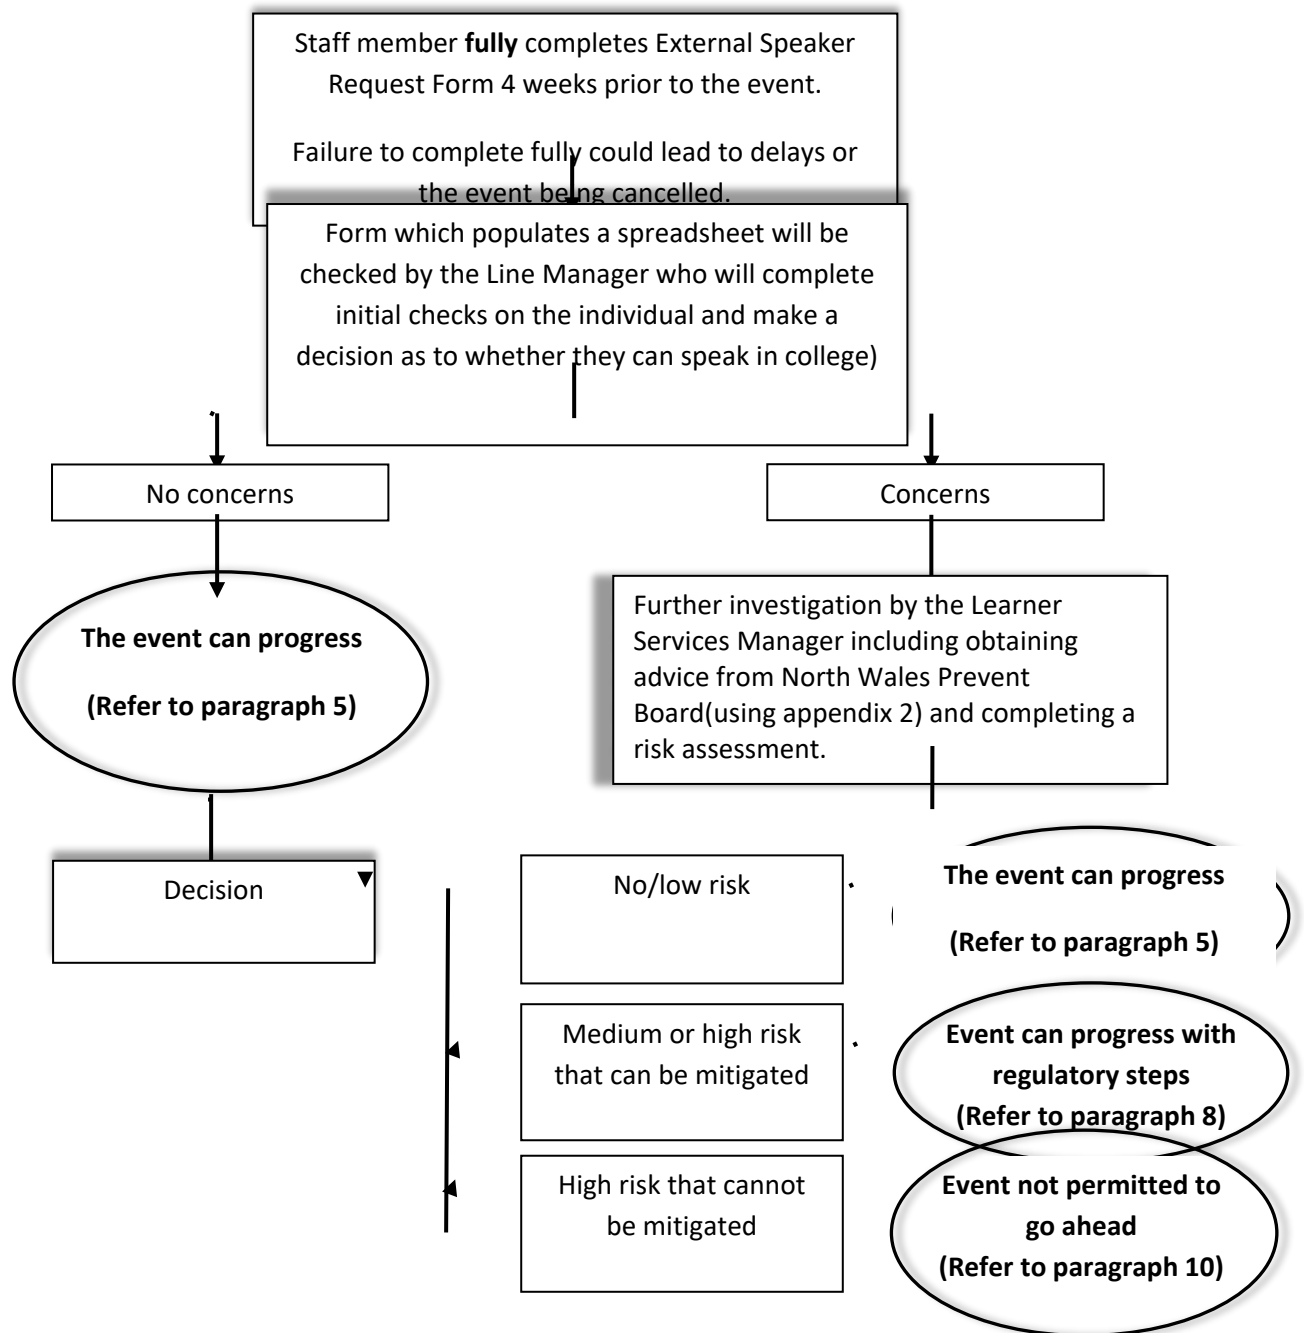 Staff member fully completes External Speaker
Request Form 4 weeks prior to the event.
Failure to complete fully could lead to delays or
the event being cancelled.
Form which populates a spreadsheet will be
checked by the Line Manager who will complete
initial checks on the individual and make a
decision as to whether they can speak in college)
No concerns
Concerns
The event can progress
(Refer to paragraph 5)
Further investigation by the Learner
Services Manager including obtaining
advice from North Wales Prevent
Board(using appendix 2) and completing a
risk assessment.
Decision
No/low risk
The event can progress
(Refer to paragraph 5)
Medium or high risk
that can be mitigated
Event can progress with
regulatory steps
(Refer to paragraph 8)
High risk that cannot
be mitigated
Event not permitted to
go ahead
(Refer to paragraph 10)